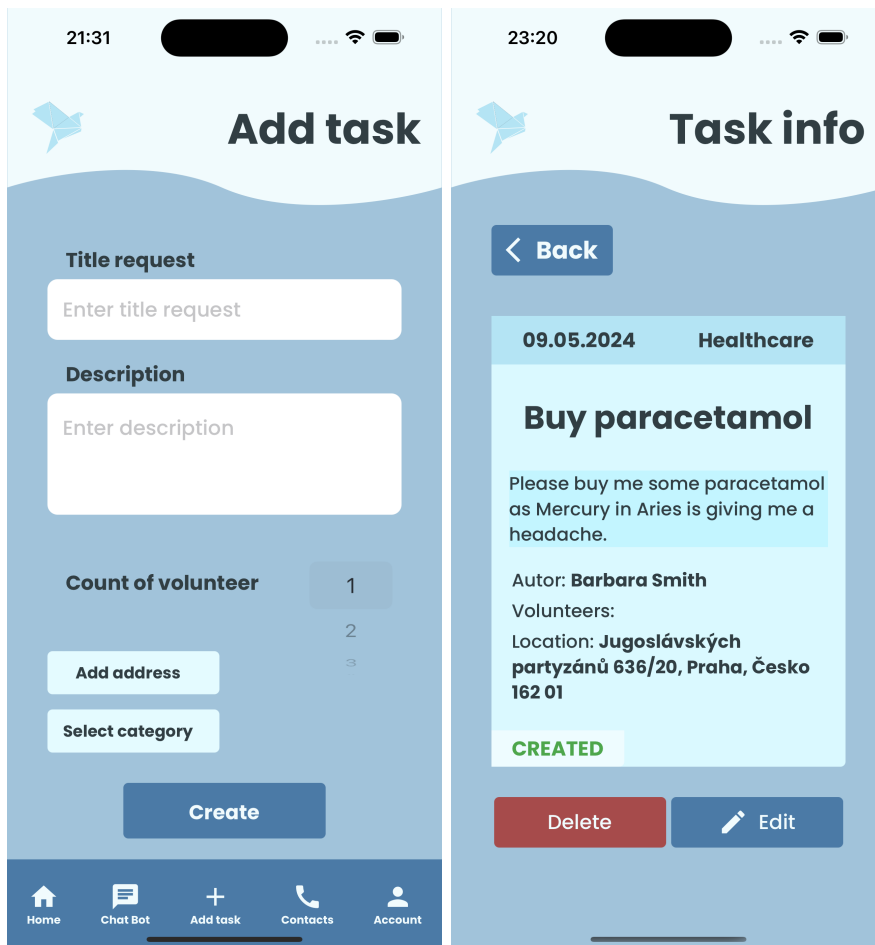 21:31
Add task
Title request
Enter title request
Description
Enter description
Count of volunteer
1
2
3
Add address
Select category
Create
Home
Chat Bot
Add task
Contacts
Account
23:20
Task info
Back
09.05.2024
Healthcare
Buy paracetamol
Please buy me some paracetamol
as Mercury in Aries is giving me a
headache.
Autor: Barbara Smith
Volunteers:
Location: Jugoslávských
partyzánů 636/20, Praha, Česko
162 01
CREATED
Delete
Edit